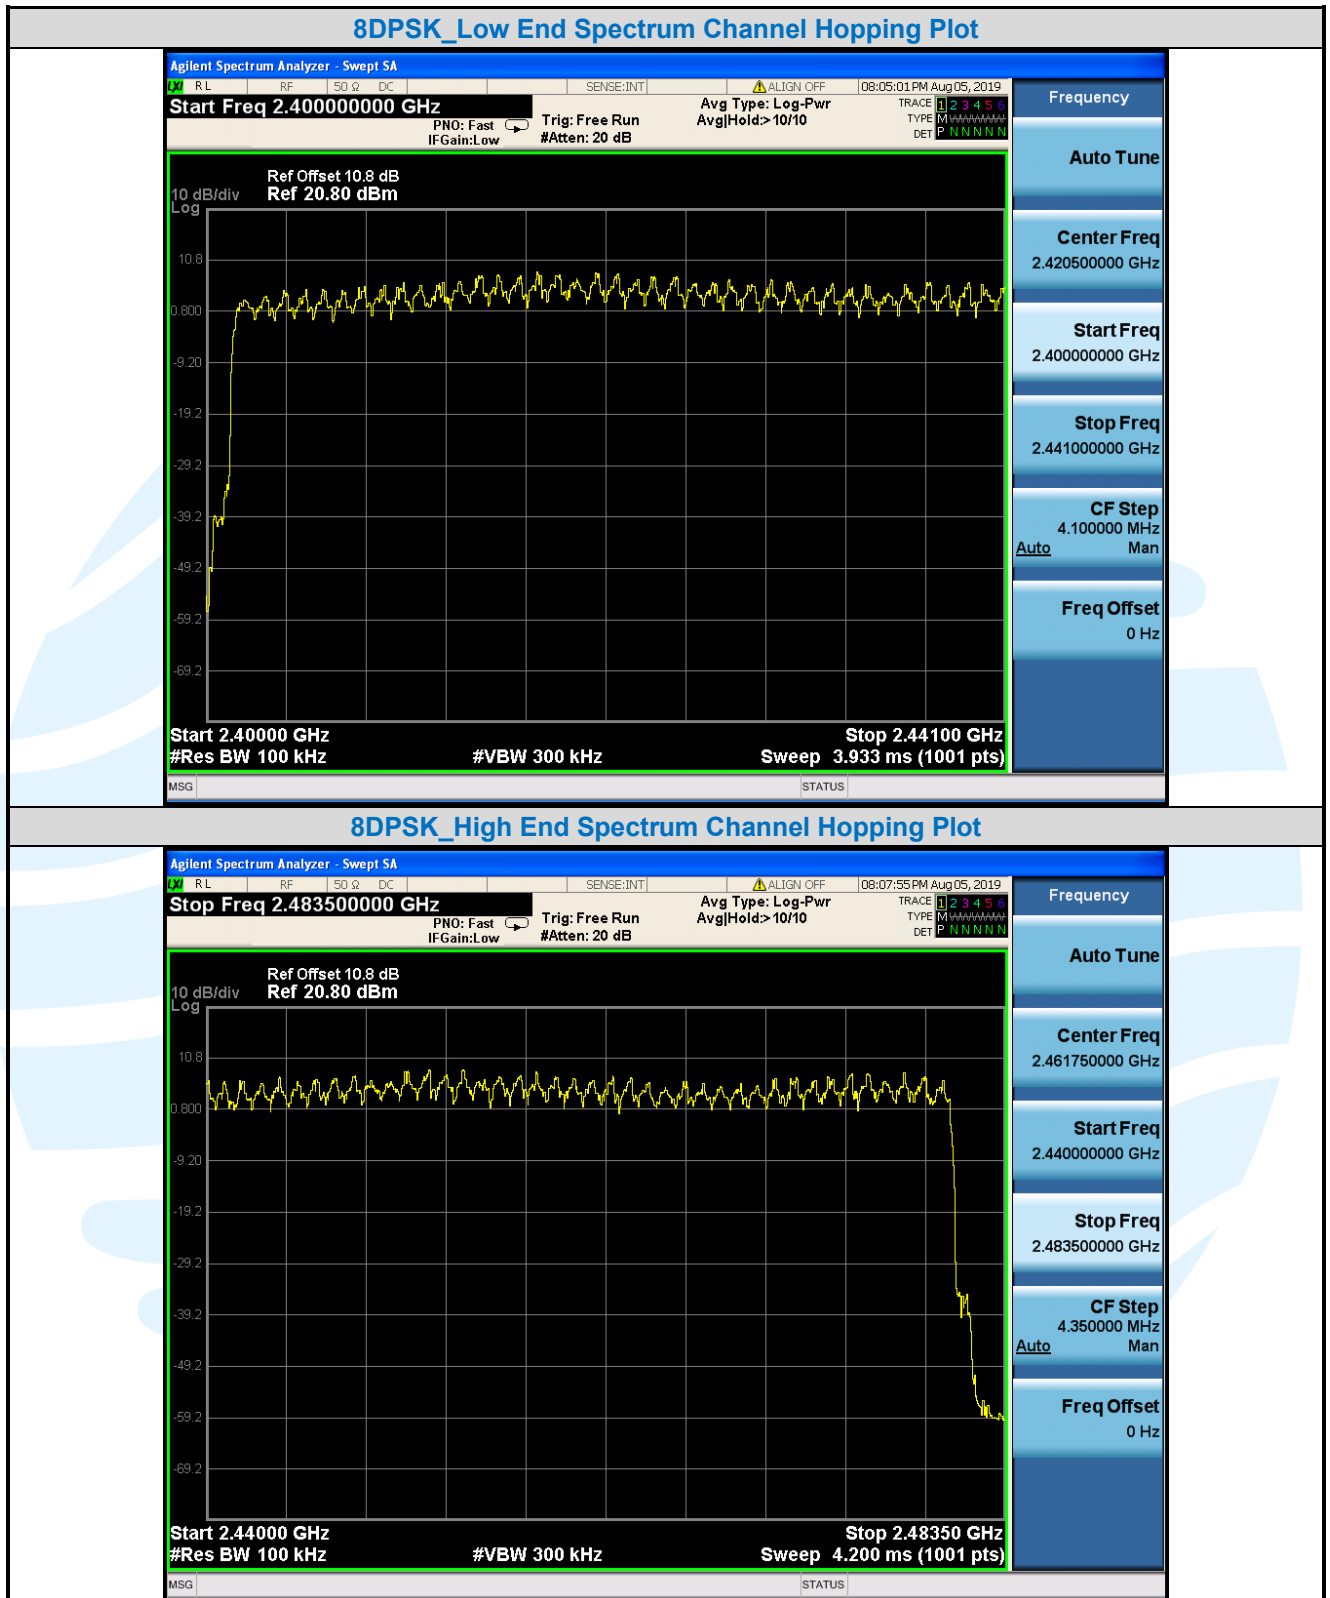 8DPSK_Low End Spectrum Channel Hopping Plot
Agilent Spectrum Analyzer - Swept SA
LXI RL RF 50 Ω DC SENSE:INT ALIGN OFF 08:05:01 PM Aug 05, 2019
Start Freq 2.400000000 GHz
PNO: Fast
IFGain:Low
Trig: Free Run
#Atten: 20 dB
Avg Type: Log-Pwr
Avg|Hold:>10/10
TRACE 1 2 3 4 5 6
TYPE M
DET P N N N N N
Ref Offset 10.8 dB
10 dB/div Ref 20.80 dBm
Log
10.8
0.800
-9.20
-19.2
-29.2
-39.2
-49.2
-59.2
-69.2
Start 2.40000 GHz Stop 2.44100 GHz
#Res BW 100 kHz #VBW 300 kHz Sweep 3.933 ms (1001 pts)
MSG STATUS
Frequency
Auto Tune
Center Freq
2.420500000 GHz
Start Freq
2.400000000 GHz
Stop Freq
2.441000000 GHz
CF Step
4.100000 MHz
Auto Man
Freq Offset
0 Hz
8DPSK_High End Spectrum Channel Hopping Plot
Agilent Spectrum Analyzer - Swept SA
LXI RL RF 50 Ω DC SENSE:INT ALIGN OFF 08:07:55 PM Aug 05, 2019
Stop Freq 2.483500000 GHz
PNO: Fast
IFGain:Low
Trig: Free Run
#Atten: 20 dB
Avg Type: Log-Pwr
Avg|Hold:>10/10
TRACE 1 2 3 4 5 6
TYPE M
DET P N N N N N
Ref Offset 10.8 dB
10 dB/div Ref 20.80 dBm
Log
10.8
0.800
-9.20
-19.2
-29.2
-39.2
-49.2
-59.2
-69.2
Start 2.44000 GHz Stop 2.48350 GHz
#Res BW 100 kHz #VBW 300 kHz Sweep 4.200 ms (1001 pts)
MSG STATUS
Frequency
Auto Tune
Center Freq
2.461750000 GHz
Start Freq
2.440000000 GHz
Stop Freq
2.483500000 GHz
CF Step
4.350000 MHz
Auto Man
Freq Offset
0 Hz